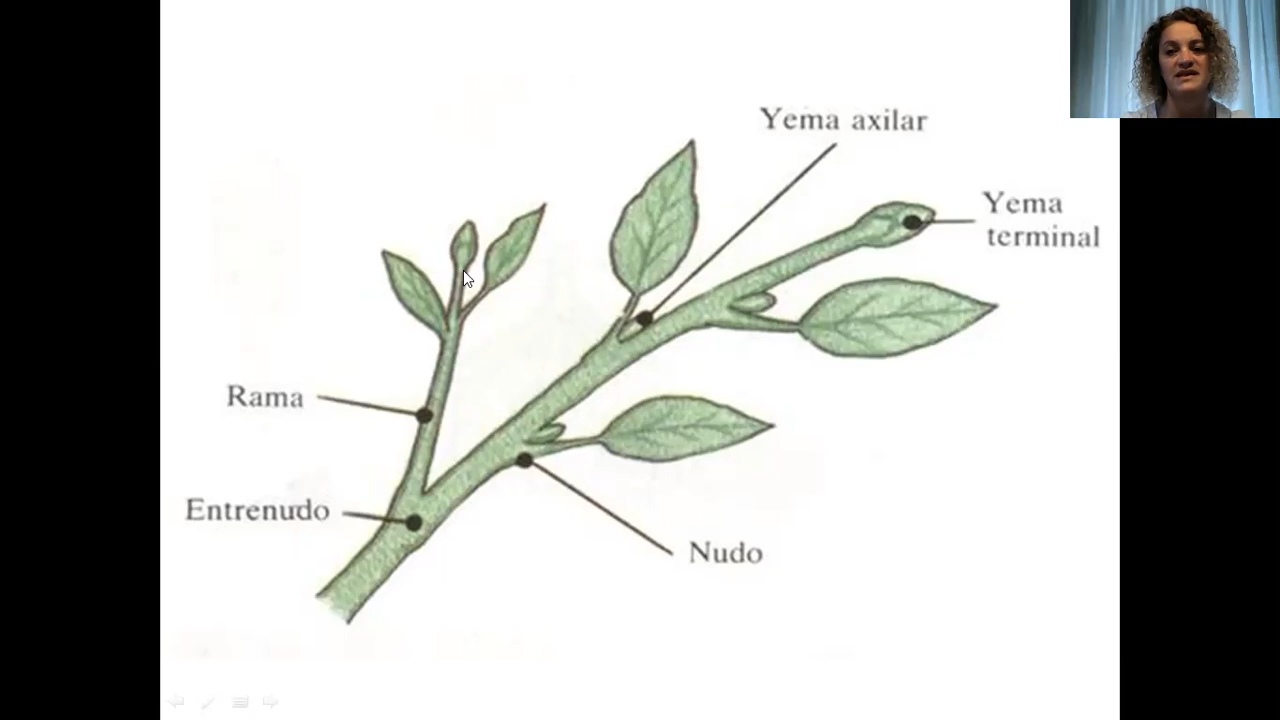 Yema axilar
Yema
terminal
Rama
Entrenudo
Nudo